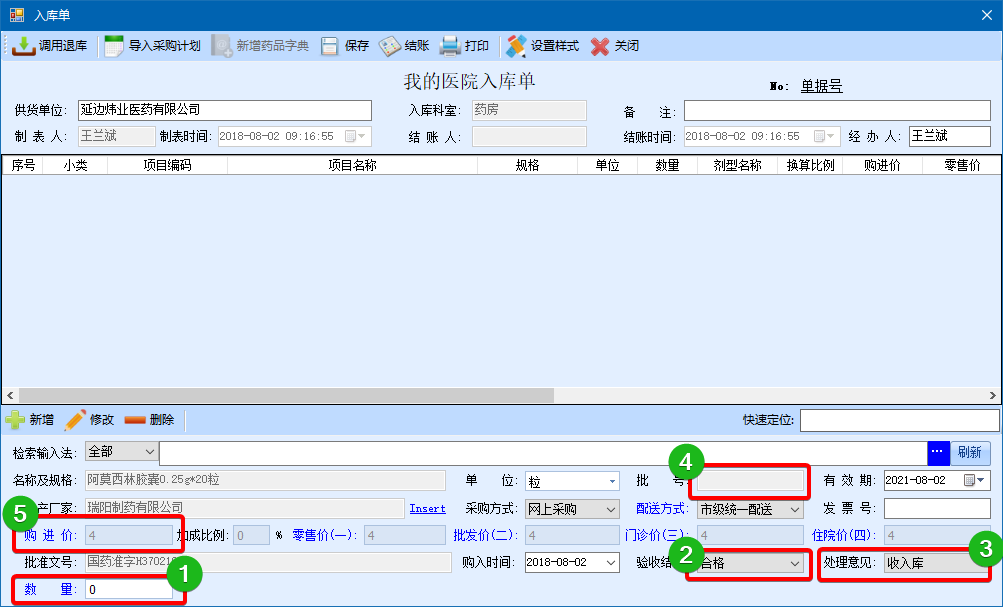 入库单
调用退库 导入采购计划 新增药品字典 保存 结账 打印 设置样式 关闭
我的医院入库单
No: 单据号
供货单位: 延边炜业医药有限公司 入库科室: 药房 备 注:
制 表 人: 王兰斌 制表时间: 2018-08-02 09:16:55 结 账 人: 结账时间: 2018-08-02 09:16:55 经 办 人: 王兰斌
序号 小类 项目编码 项目名称 规格 单位 数量 剂型名称 换算比例 购进价 零售价
新增 修改 删除 快速定位:
检索输入法: 全部 ... 刷新
4
名称及规格: 阿莫西林胶囊0.25g*20粒 单 位: 粒 批 号: 有 效 期: 2021-08-02
5
产厂家: 瑞阳制药有限公司 Insert 采购方式: 网上采购 配送方式: 市级统一配送 发 票 号:
购 进 价: 4 加成比例: 0 % 零售价(一): 4 批发价(二): 4 门诊价(三): 4 住院价(四): 4
2 3
批准文号: 国药准字H370210 购入时间: 2018-08-02 验收结 合格 处理意见: 收入库
1
数 量: 0